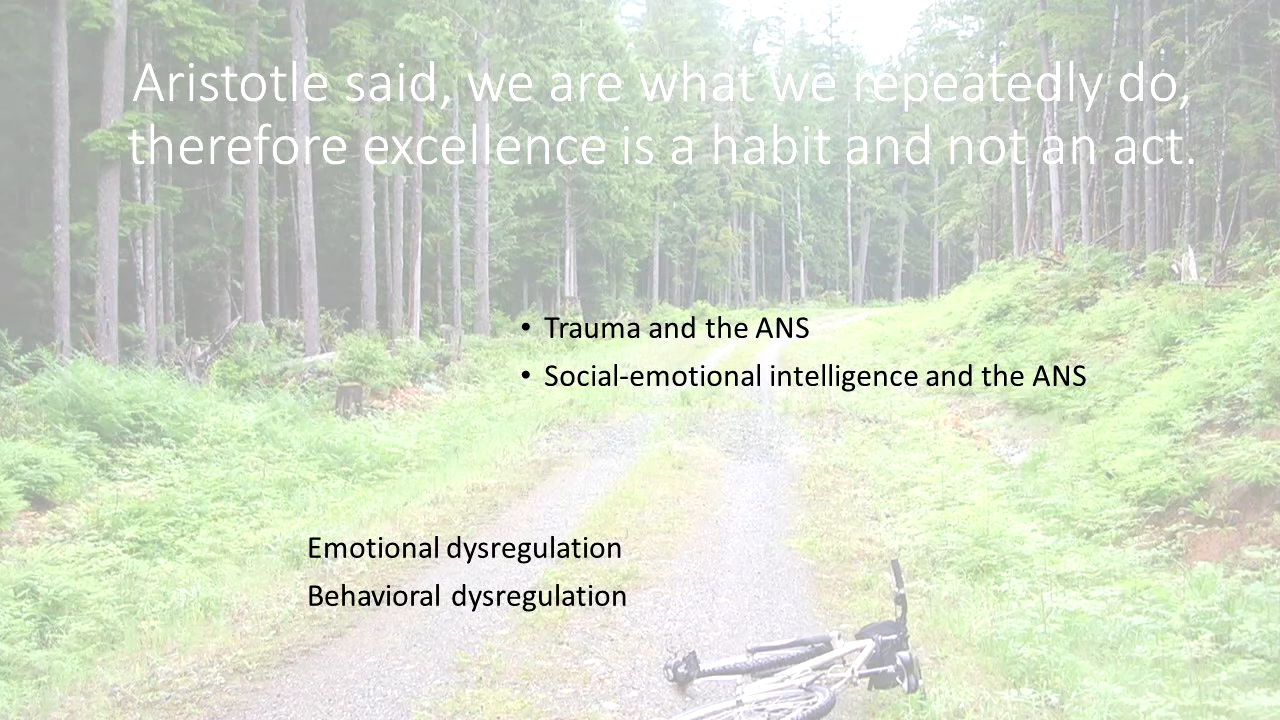 Aristotle said, we are what we repeatedly do,
therefore excellence is a habit and not an act.
• Trauma and the ANS
• Social-emotional intelligence and the ANS
Emotional dysregulation
Behavioral dysregulation